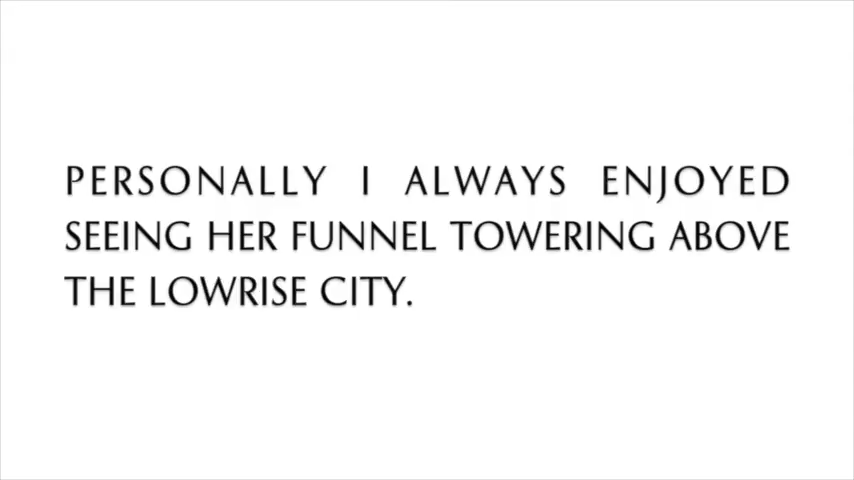 PERSONALLY I ALWAYS ENJOYED
SEEING HER FUNNEL TOWERING ABOVE
THE LOWRISE CITY.